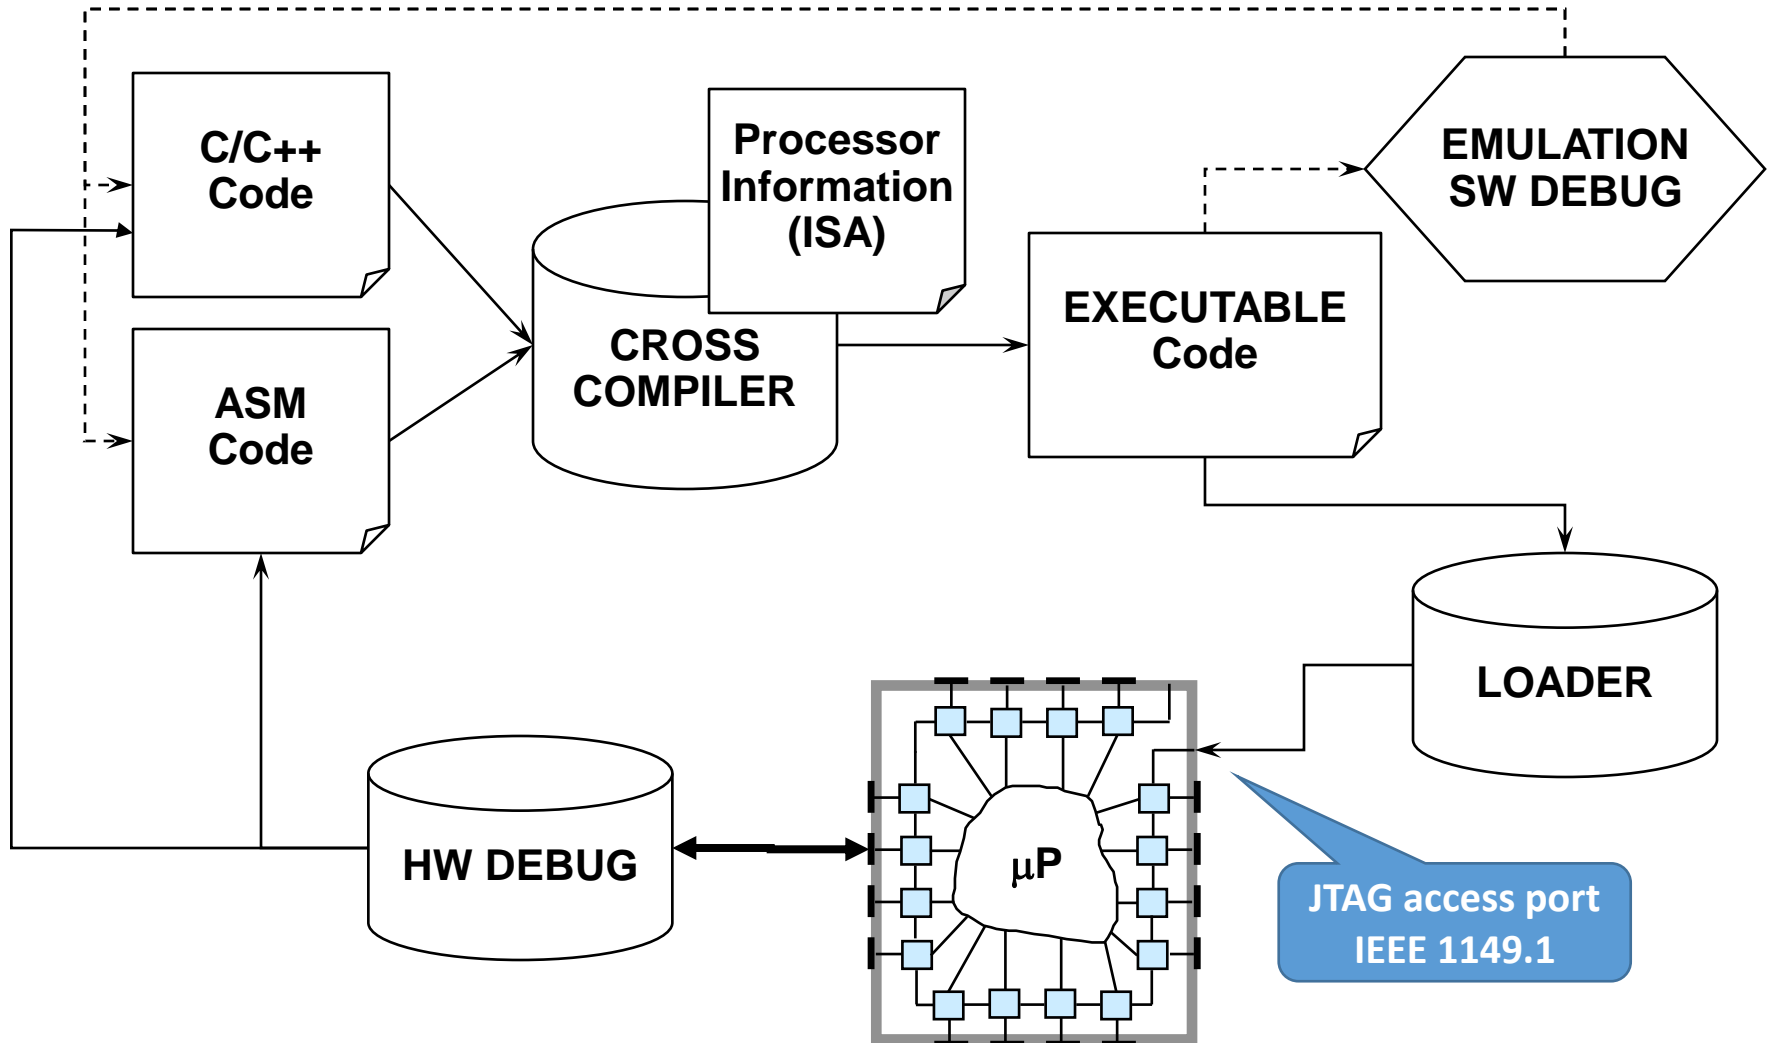 C/C++
Code
Processor
Information
(ISA)
EMULATION
SW DEBUG
EXECUTABLE
Code
CROSS
COMPILER
ASM
Code
LOADER
HW DEBUG
μP
JTAG access port
IEEE 1149.1